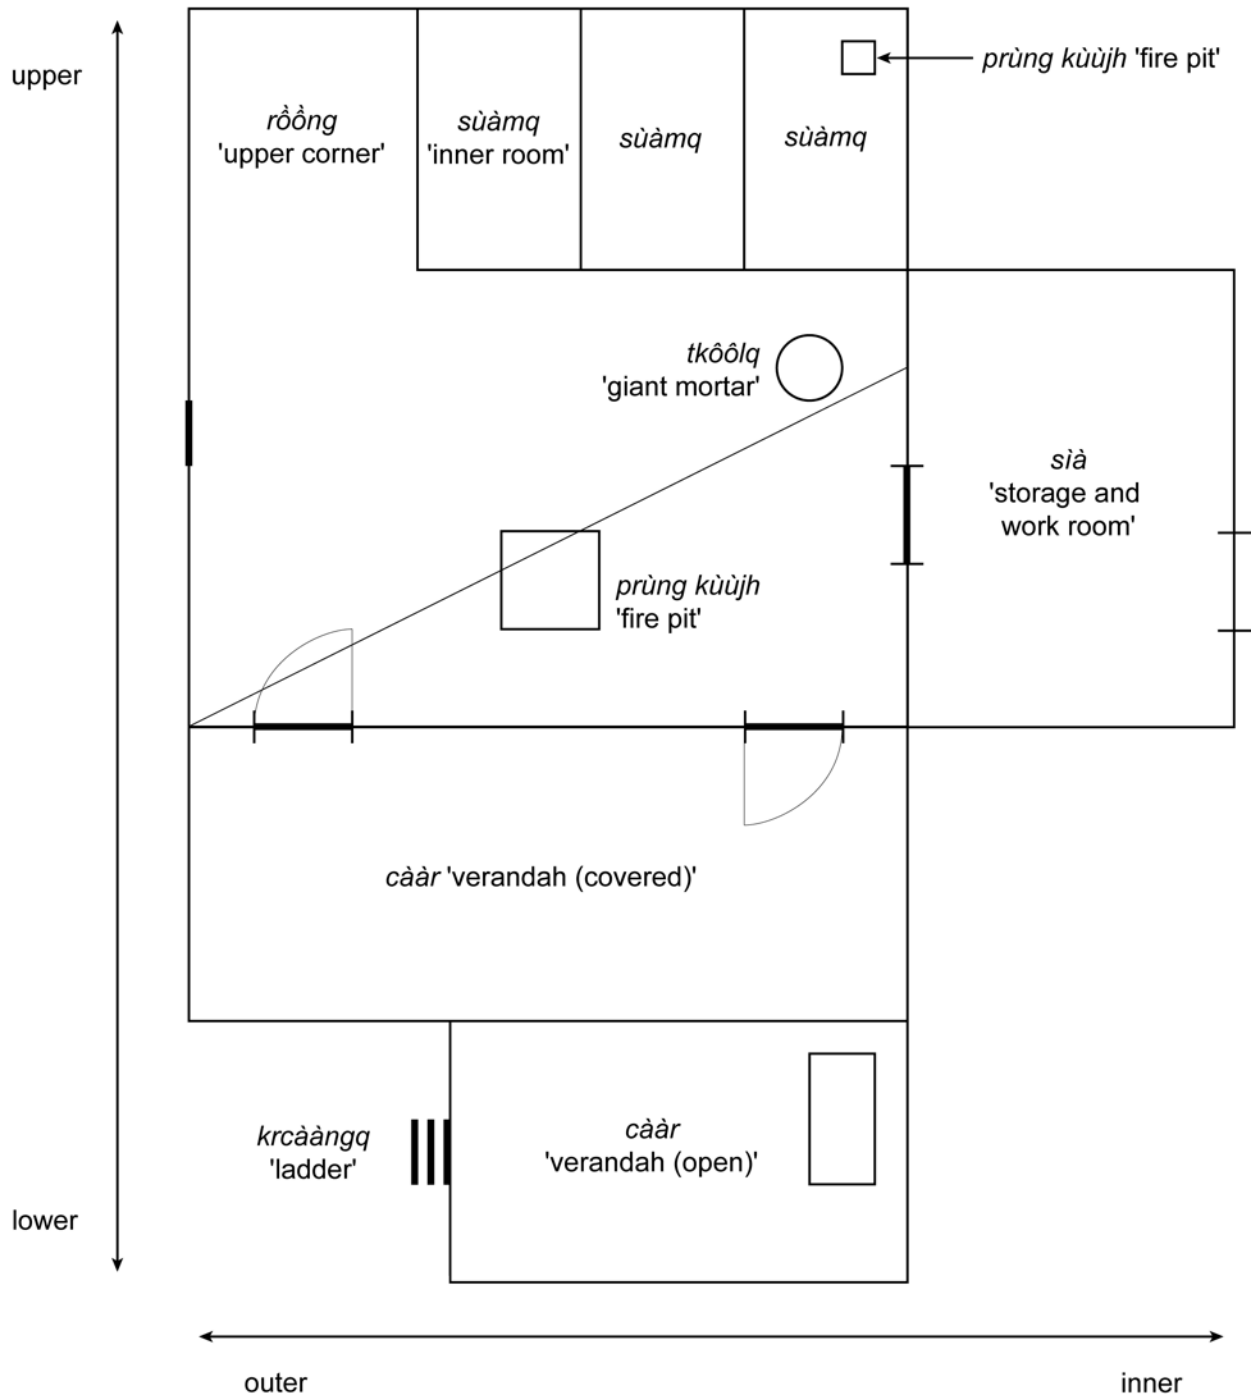 upper
prùng kùùjh 'fire pit'
rồồng
'upper corner'
sùàmq
'inner room'
sùàmq
sùàmq
tkôôlq
'giant mortar'
sìà
'storage and
work room'
prùng kùùjh
'fire pit'
cààr 'verandah (covered)'
krcààngq
'ladder'
cààr
'verandah (open)'
lower
outer
inner